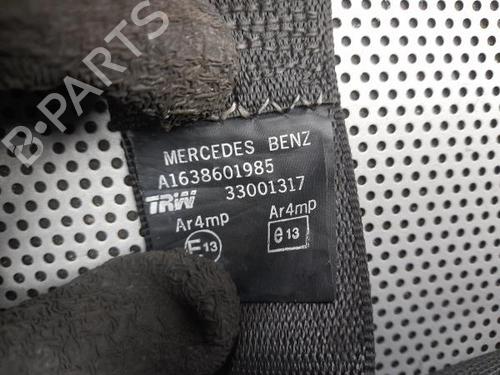 B-PARTS
MERCEDES BENZ
A1638601985
TRW 33001317
Ar4mp Ar4mp
E13 e13